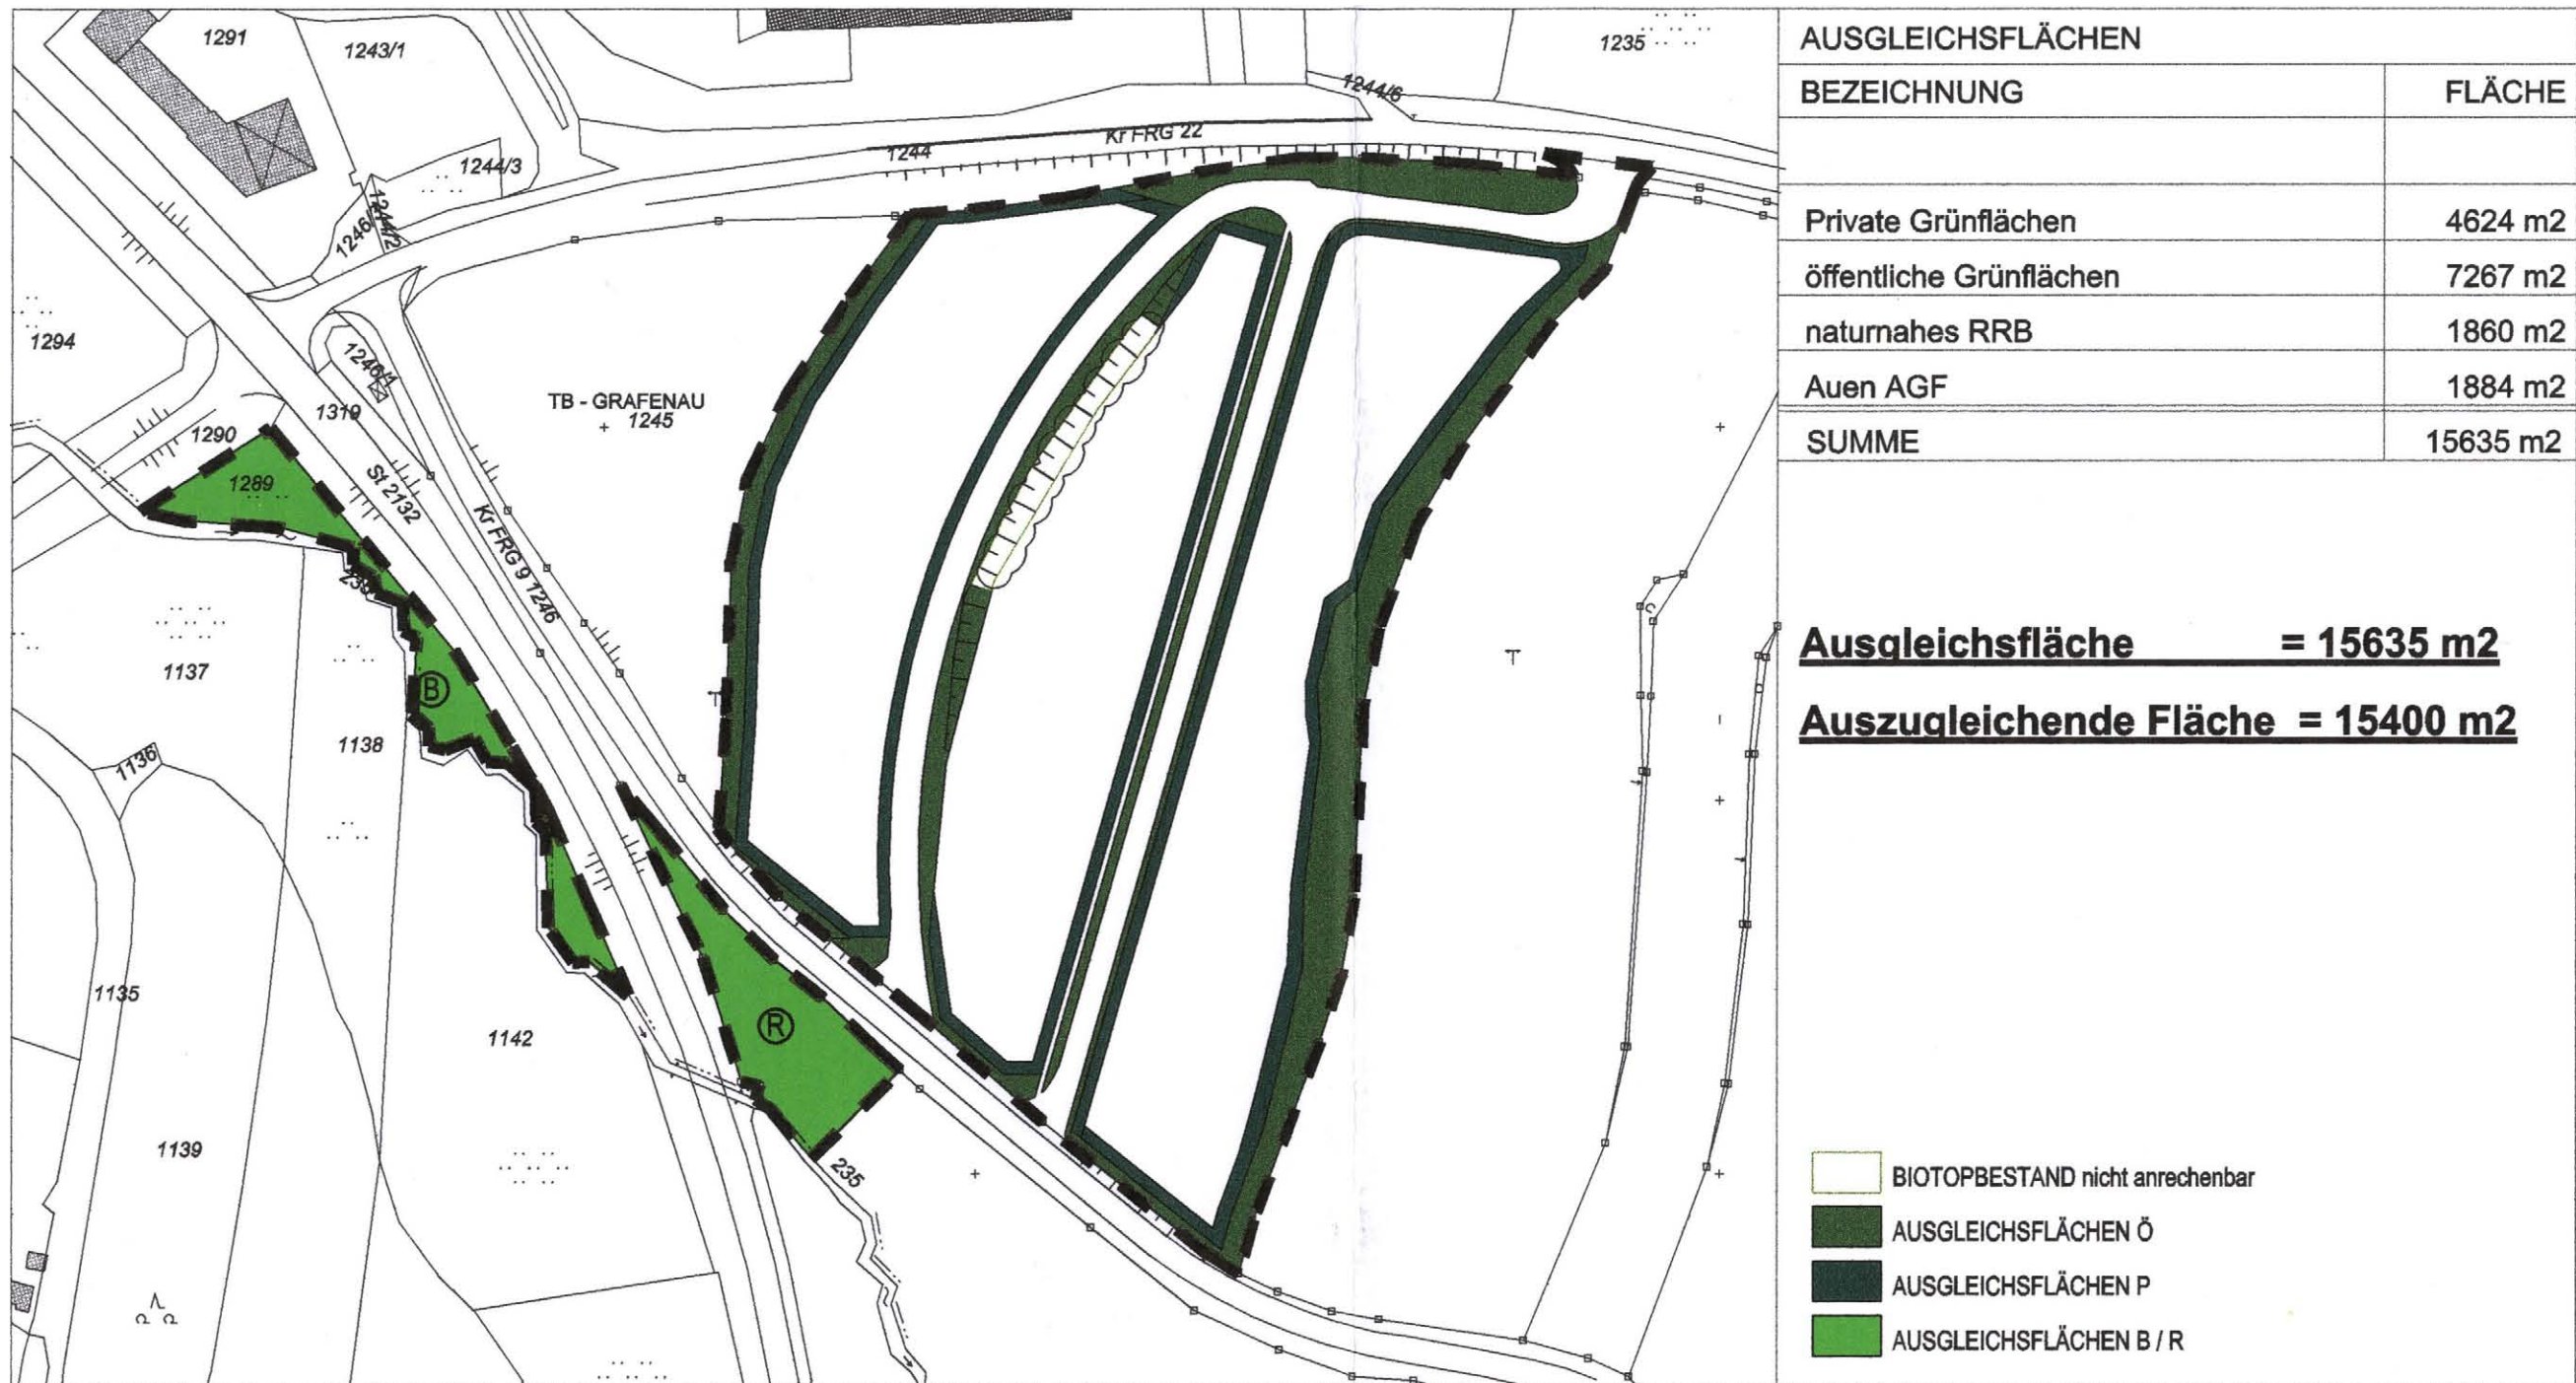 1291
1243/1
1235
1244/6
Kr FRG 22
1244
1244/3
1244/2
1246/
1294
1246/1
1319
TB - GRAFENAU
1245
1290
1289
St 2132
Kr FRG 9 1246
239
1137
B
1138
1136
1135
1142
R
1139
235
AUSGLEICHSFLÄCHEN
BEZEICHNUNG FLÄCHE
Private Grünflächen 4624 m2
öffentliche Grünflächen 7267 m2
naturnahes RRB 1860 m2
Auen AGF 1884 m2
SUMME 15635 m2
Ausgleichsfläche = 15635 m2
Auszugleichende Fläche = 15400 m2
BIOTOPBESTAND nicht anrechenbar
AUSGLEICHSFLÄCHEN Ö
AUSGLEICHSFLÄCHEN P
AUSGLEICHSFLÄCHEN B / R